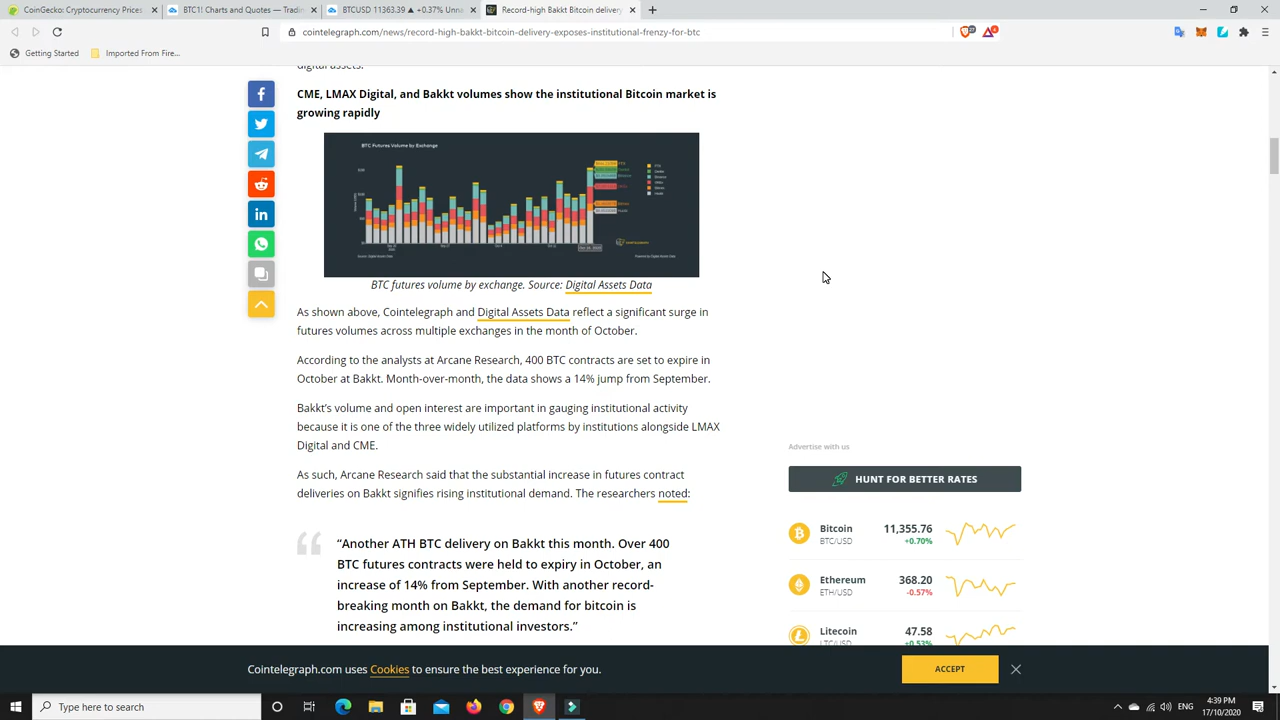 CoinGecko: Cryptocurrency Prices
BTC1! Charts and Quotes — Tradin
BTCUSD 11363.39 ▲ +0.37% Unna
Record-high Bakkt Bitcoin delivery
cointelegraph.com/news/record-high-bakkt-bitcoin-delivery-exposes-institutional-frenzy-for-btc
Getting Started
Imported From Fire...
digital assets.
CME, LMAX Digital, and Bakkt volumes show the institutional Bitcoin market is
growing rapidly
BTC Futures Volume by Exchange
BTC futures volume by exchange. Source: Digital Assets Data
As shown above, Cointelegraph and Digital Assets Data reflect a significant surge in
futures volumes across multiple exchanges in the month of October.
According to the analysts at Arcane Research, 400 BTC contracts are set to expire in
October at Bakkt. Month-over-month, the data shows a 14% jump from September.
Bakkt's volume and open interest are important in gauging institutional activity
because it is one of the three widely utilized platforms by institutions alongside LMAX
Digital and CME.
As such, Arcane Research said that the substantial increase in futures contract
deliveries on Bakkt signifies rising institutional demand. The researchers noted:
“Another ATH BTC delivery on Bakkt this month. Over 400
BTC futures contracts were held to expiry in October, an
increase of 14% from September. With another record-
breaking month on Bakkt, the demand for bitcoin is
increasing among institutional investors.”
Advertise with us
HUNT FOR BETTER RATES
Bitcoin 11,355.76
BTC/USD +0.70%
Ethereum 368.20
ETH/USD -0.57%
Litecoin 47.58
LTC/USD +0.53%
Cointelegraph.com uses Cookies to ensure the best experience for you.
ACCEPT
Type here to search
ENG
4:39 PM
17/10/2020